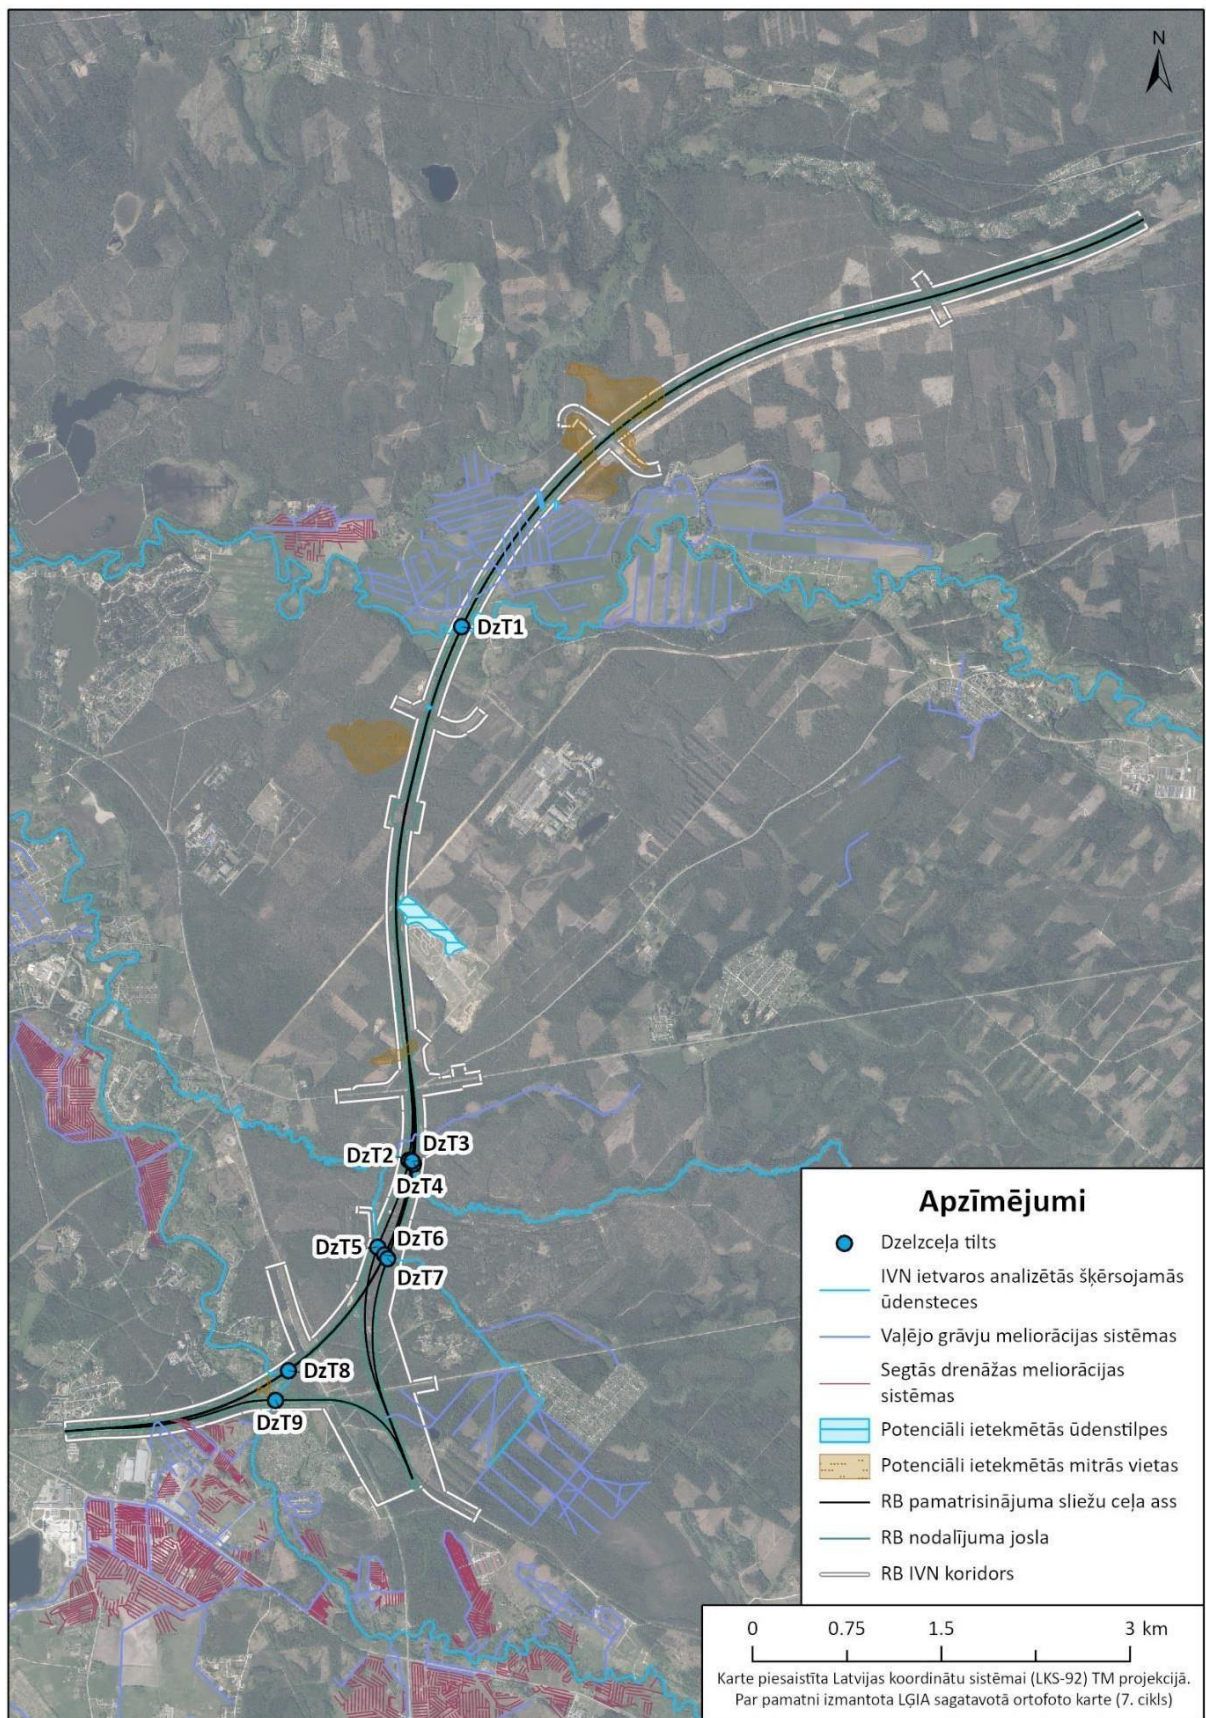 N
DzT1
DzT3
DzT2
DzT4
DzT6
DzT5
DzT7
DzT8
DzT9
Apzīmējumi
Dzelzceļa tilts
IVN ietvaros analizētās šķērsojamās
ūdensteces
Vaļējo grāvju meliorācijas sistēmas
Segtās drenāžas meliorācijas
sistēmas
Potenciāli ietekmētās ūdenstilpes
Potenciāli ietekmētās mitrās vietas
RB pamatrisinājuma sliežu ceļa ass
RB nodalījuma josla
RB IVN koridors
0 0.75 1.5 3 km
Karte piesaistīta Latvijas koordinātu sistēmai (LKS-92) TM projekcijā.
Par pamatni izmantota LĢIA sagatavotā ortofoto karte (7. cikls)